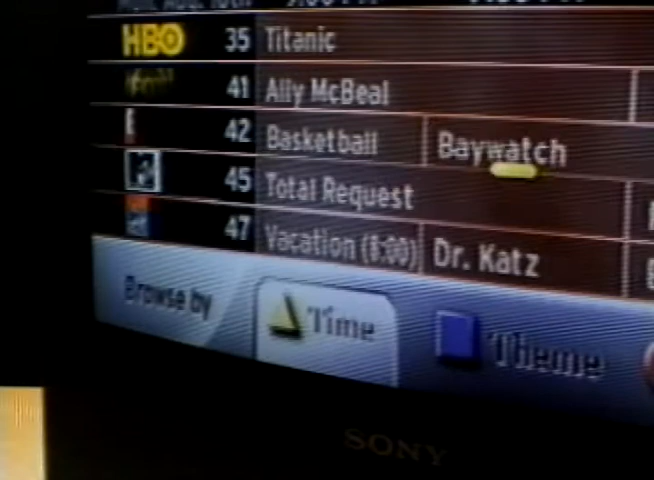 HBO 35 Titanic
41 Ally McBeal
42 Basketball Baywatch
45 Total Request
47 Vacation (8:00) Dr. Katz
Browse by Time Theme
SONY